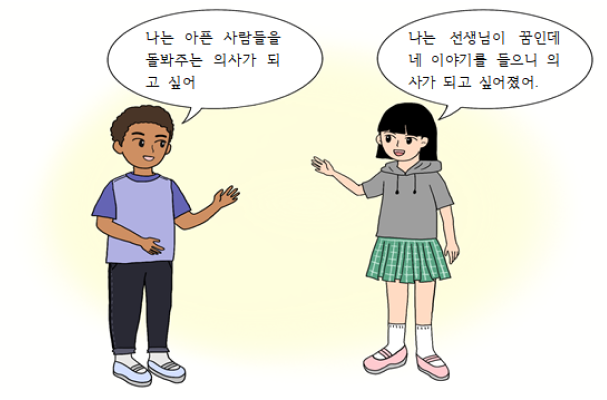 나는 아픈 사람들을
돌봐주는 의사가 되
고 싶어
나는 선생님이 꿈인데
네 이야기를 들으니 의
사가 되고 싶어졌어.